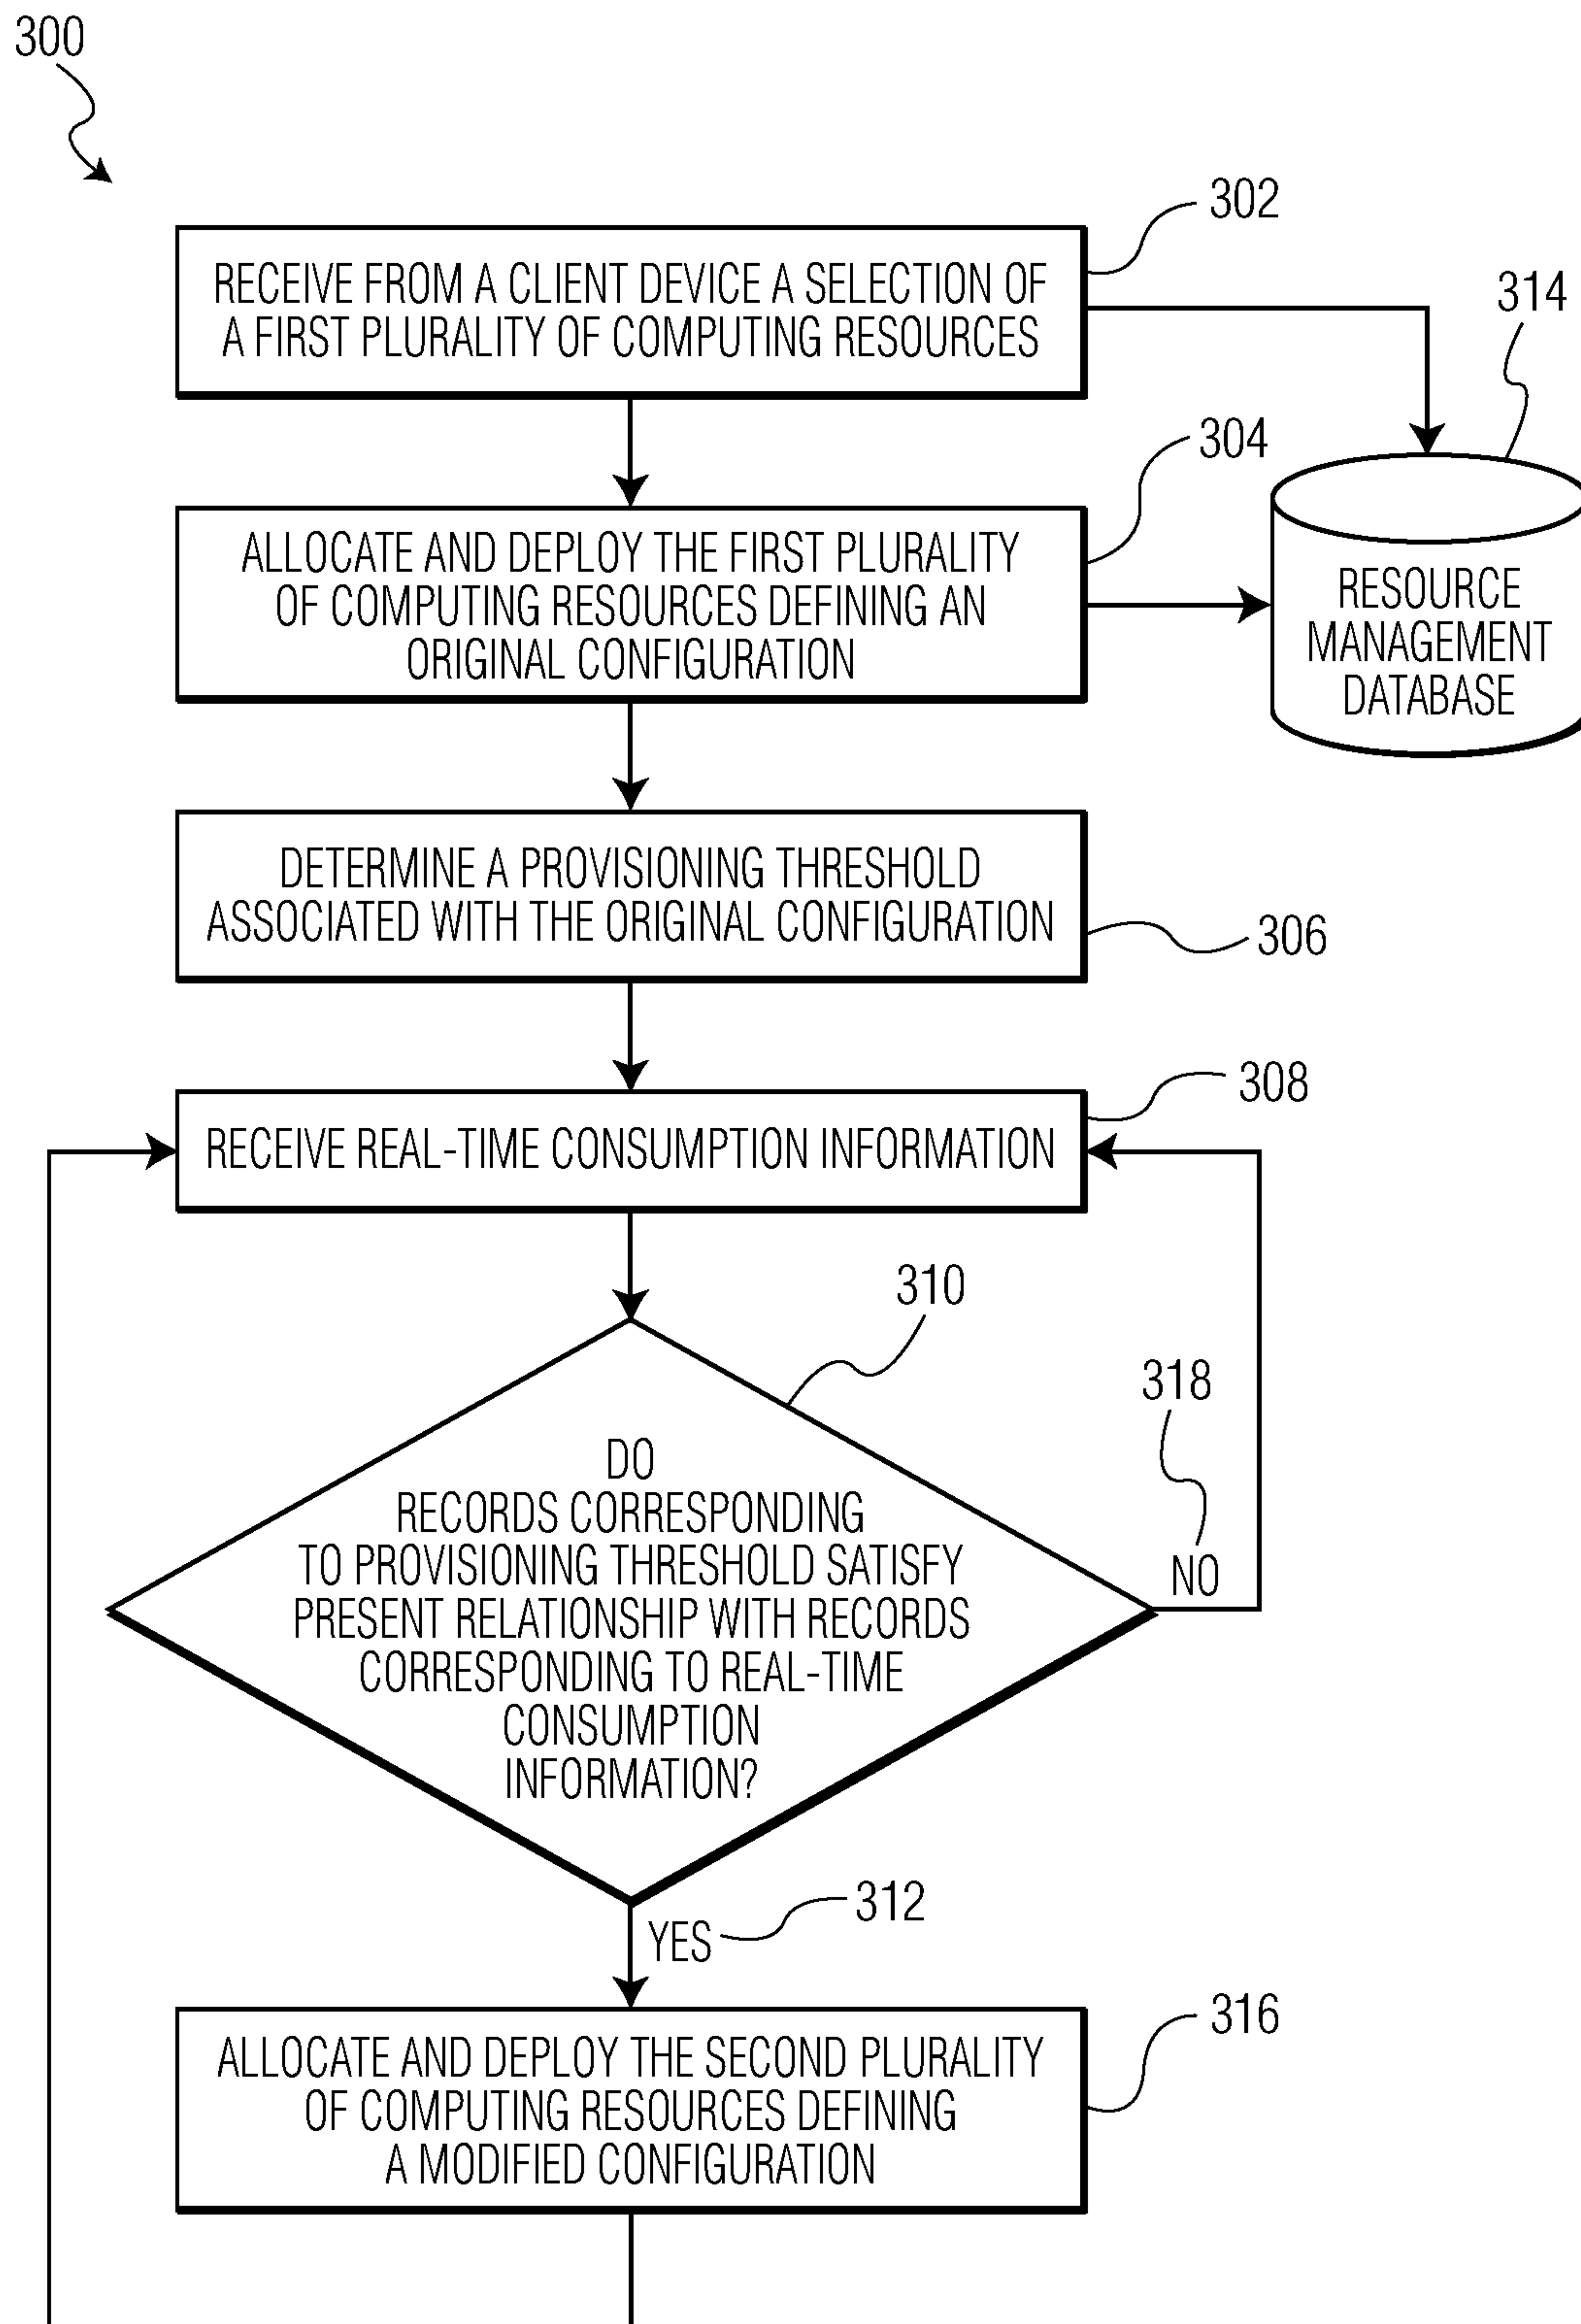 300
302
RECEIVE FROM A CLIENT DEVICE A SELECTION OF
A FIRST PLURALITY OF COMPUTING RESOURCES
314
304
ALLOCATE AND DEPLOY THE FIRST PLURALITY
OF COMPUTING RESOURCES DEFINING AN
ORIGINAL CONFIGURATION
RESOURCE
MANAGEMENT
DATABASE
DETERMINE A PROVISIONING THRESHOLD
ASSOCIATED WITH THE ORIGINAL CONFIGURATION
306
308
RECEIVE REAL-TIME CONSUMPTION INFORMATION
310
318
DO
RECORDS CORRESPONDING
TO PROVISIONING THRESHOLD SATISFY
PRESENT RELATIONSHIP WITH RECORDS
CORRESPONDING TO REAL-TIME
CONSUMPTION
INFORMATION?
NO
312
YES
316
ALLOCATE AND DEPLOY THE SECOND PLURALITY
OF COMPUTING RESOURCES DEFINING
A MODIFIED CONFIGURATION